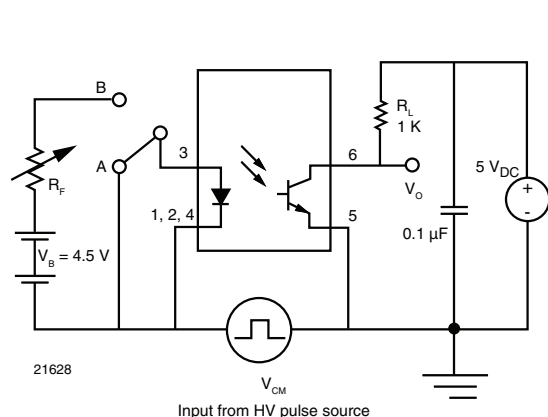 B
A
3
R_F
1, 2, 4
V_B = 4.5 V
R_L
1 K
6
V_O
5
5 V_DC
+
-
0.1 µF
21628
V_CM
Input from HV pulse source